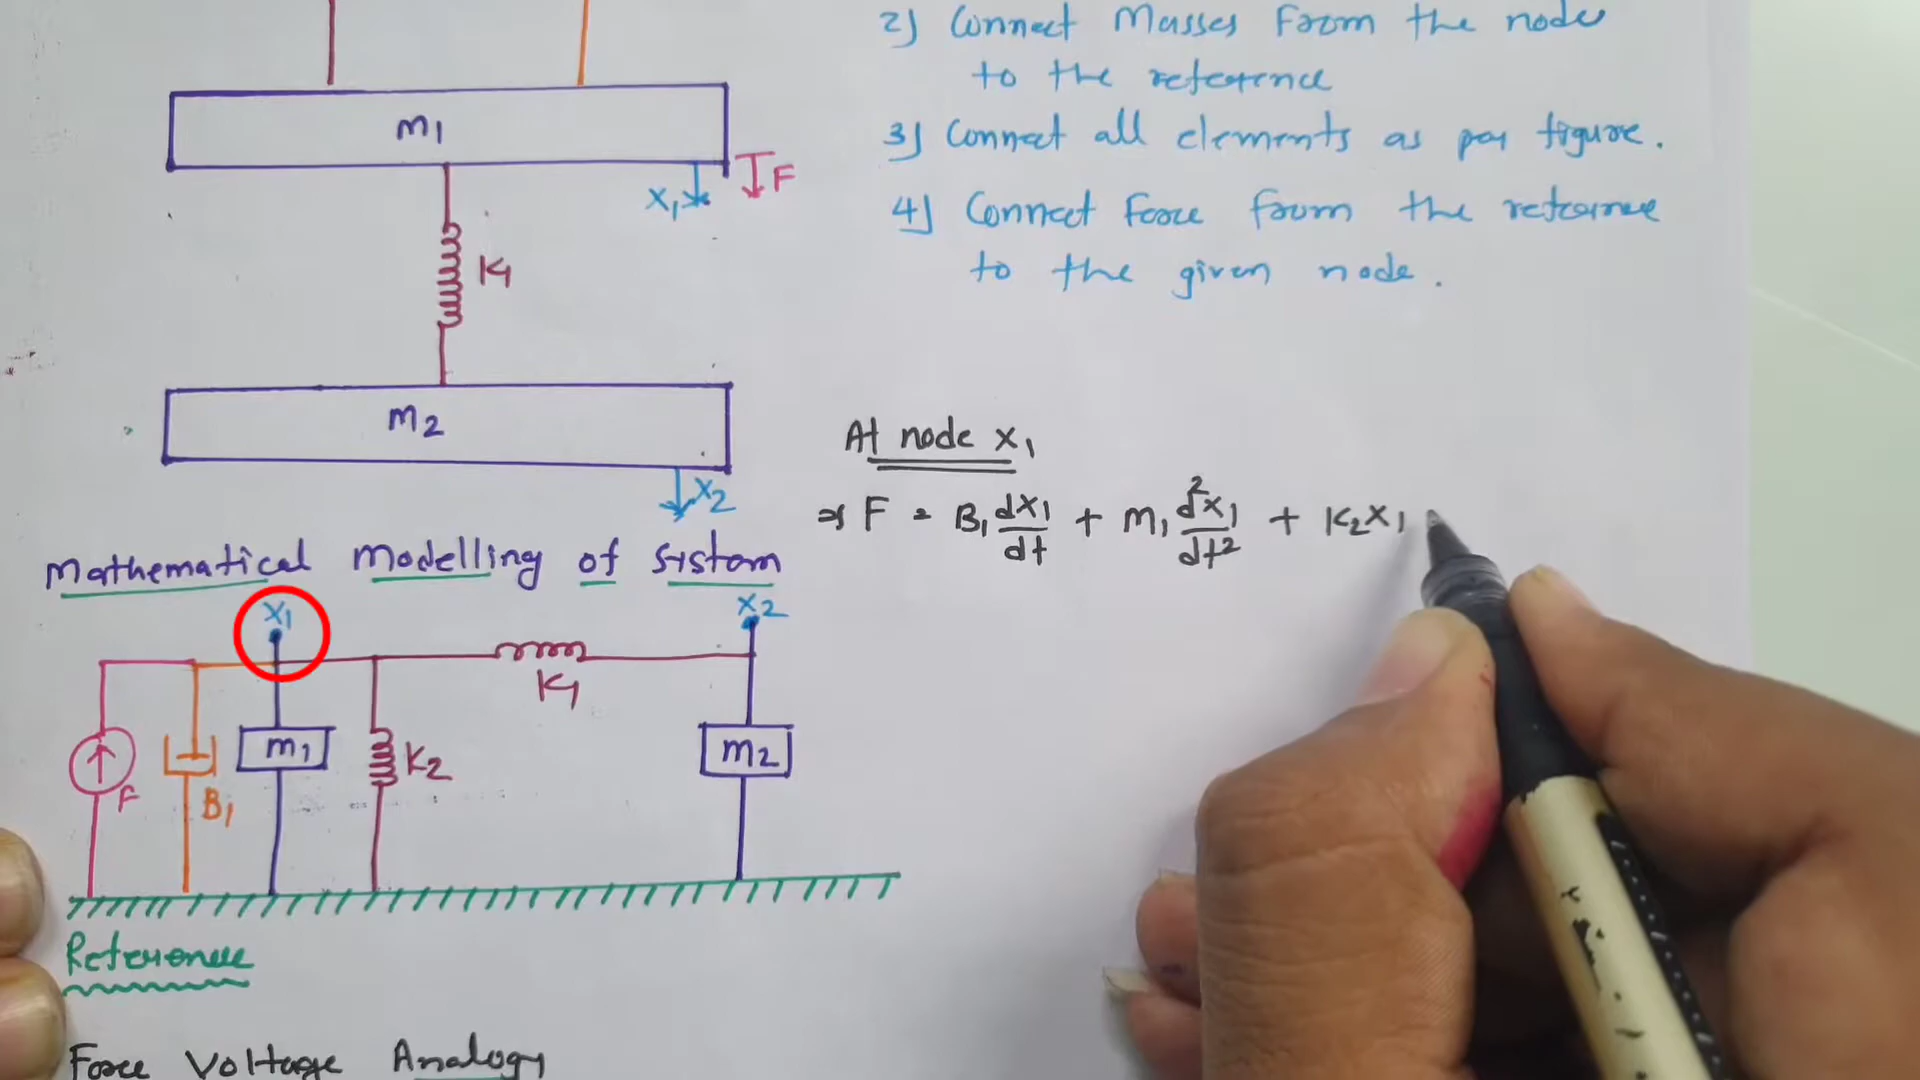 2) Connect Masses From the node
to the reference
3) Connect all elements as per figure.
4) Connect Force from the reference
to the given node.
m1
x1
F
K1
m2
x2
At node x1
⇒ F = B1 dx1/dt + m1 d²x1/dt² + K2x1
Mathematical Modelling of System
x1
x2
K1
F
B1
m1
K2
m2
Reference
Force Voltage Analogy